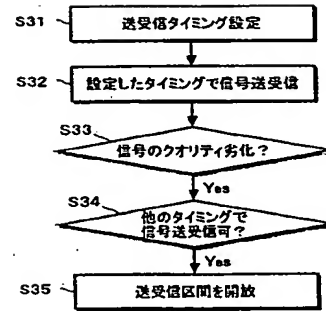 S31
送受信タイミング設定
S32
設定したタイミングで信号送受信
S33
信号のクオリティ劣化?
Yes
S34
他のタイミングで
信号送受信可?
Yes
S35
送受信区間を開放